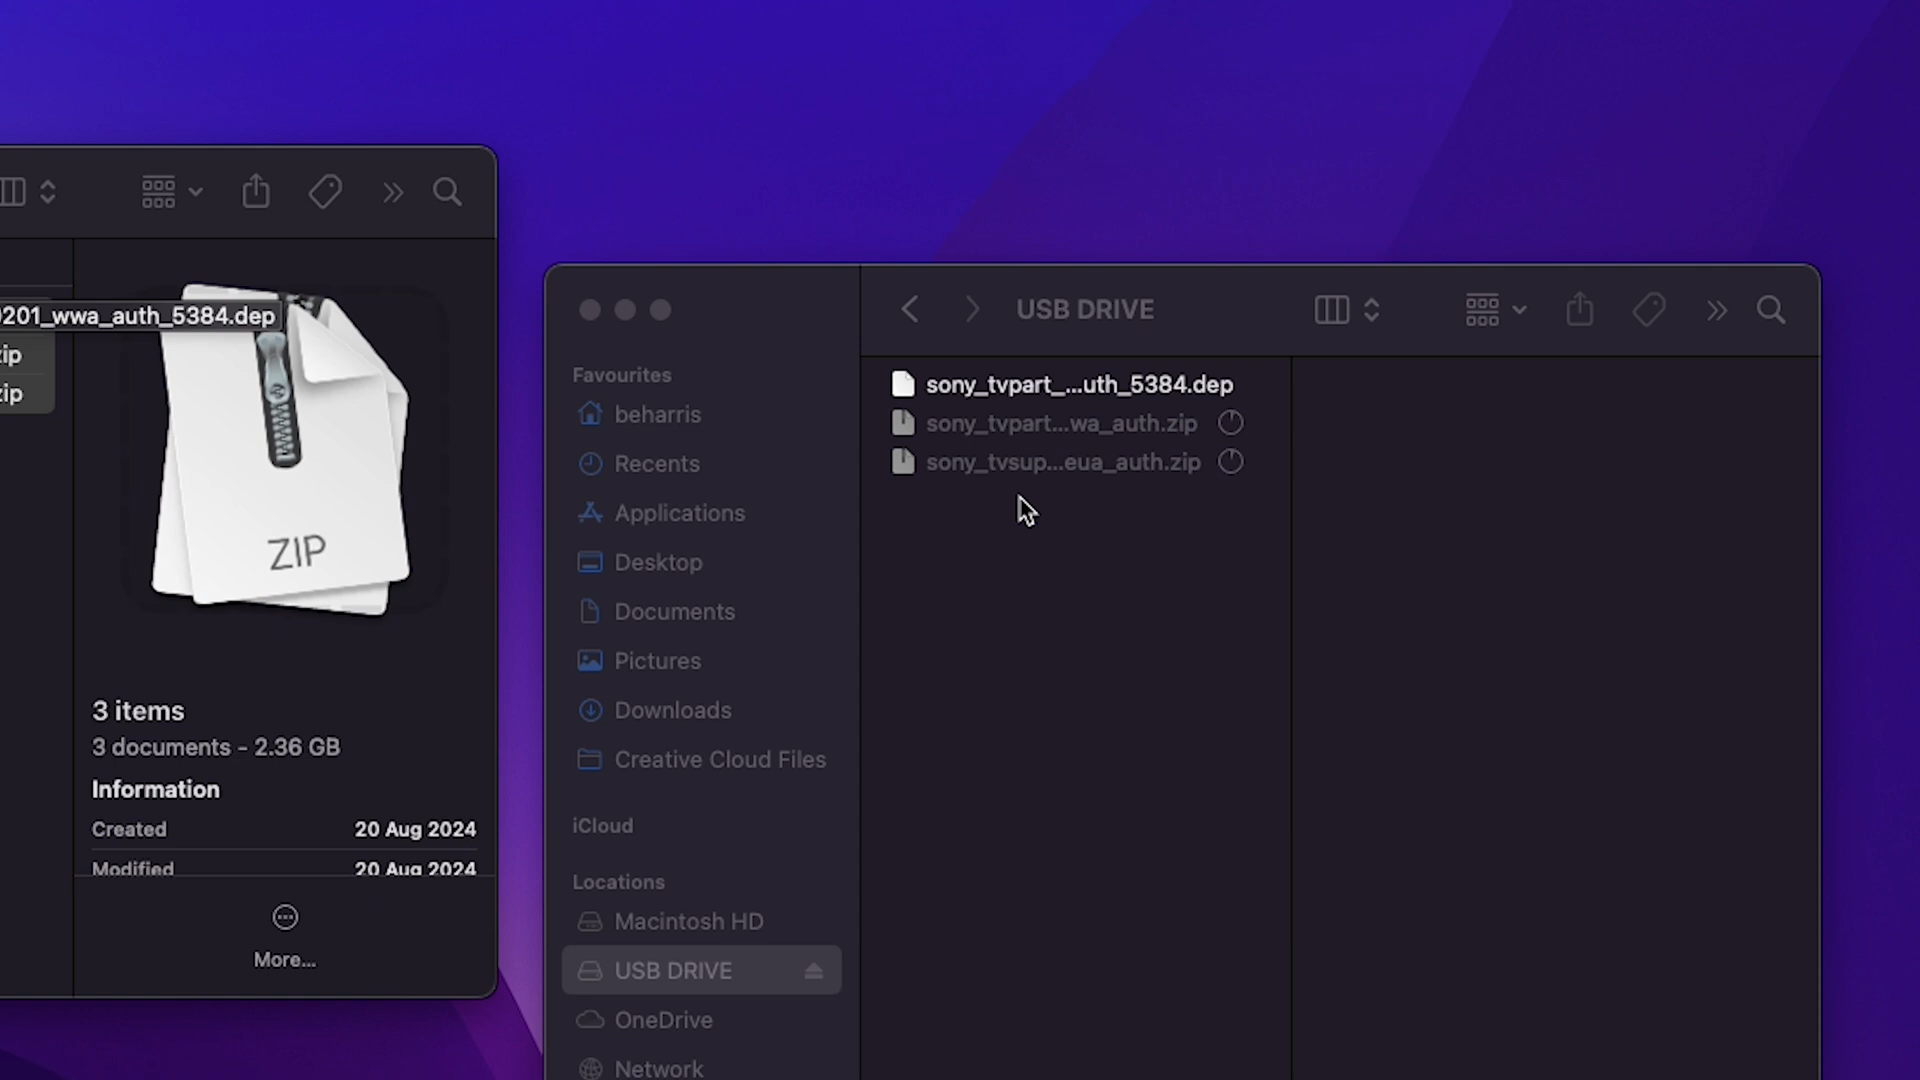 201_wwa_auth_5384.dep
zip
zip
ZIP
3 items
3 documents - 2.36 GB
Information
Created 20 Aug 2024
Modified 20 Aug 2024
More...
USB DRIVE
Favourites
beharris
Recents
Applications
Desktop
Documents
Pictures
Downloads
Creative Cloud Files
iCloud
Locations
Macintosh HD
USB DRIVE
OneDrive
Network
sony_tvpart_...uth_5384.dep
sony_tvpart...wa_auth.zip
sony_tvsup...eua_auth.zip